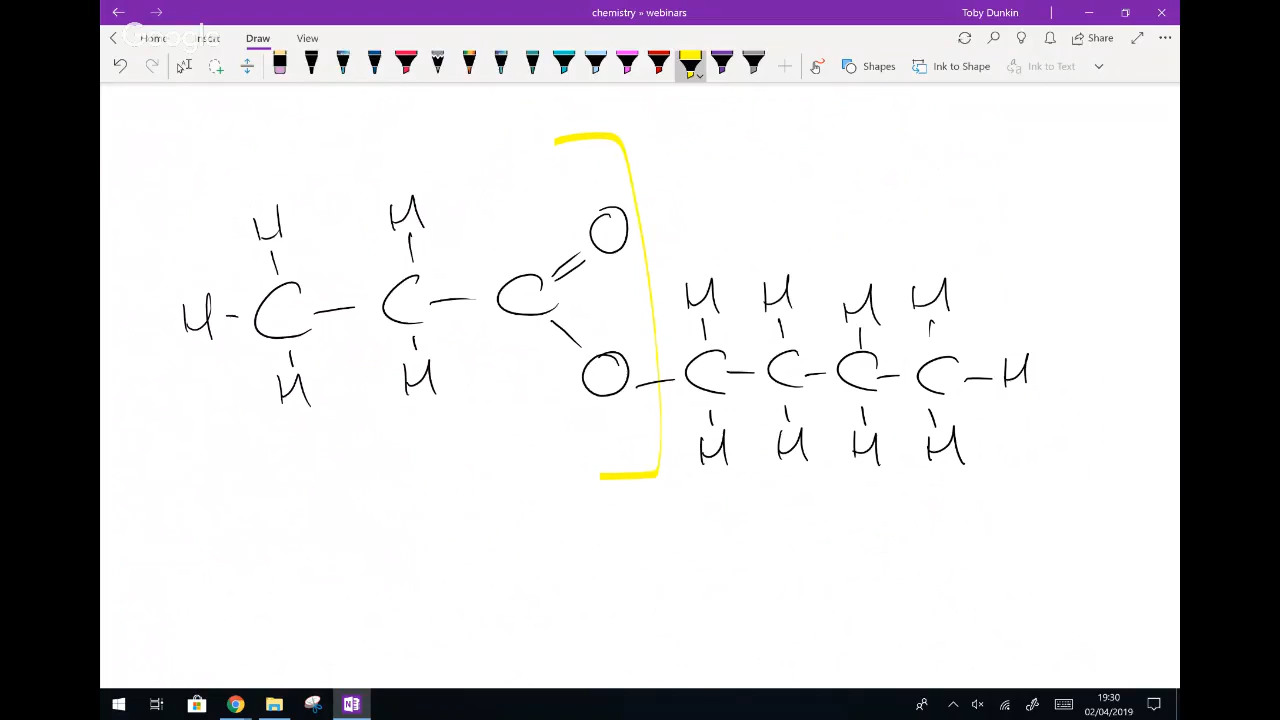 chemistry » webinars
Toby Dunkin
Google
Home Insert Draw View
Share
Shapes
Ink to Shape
Ink to Text
H H O
H - C - C - C
H H O - C - C - C - C - H
H H H H
H H H H
19:30
02/04/2019